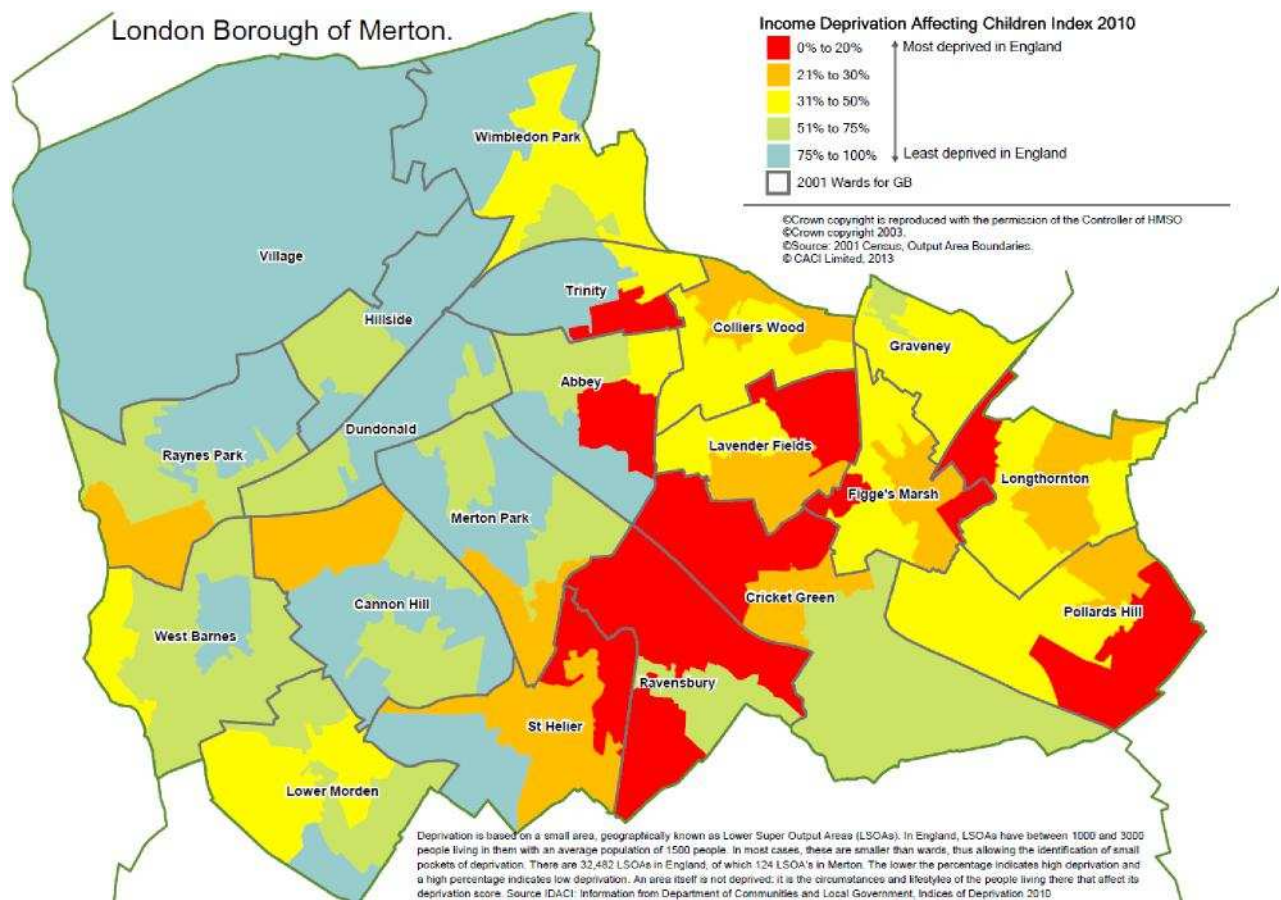 London Borough of Merton.
Income Deprivation Affecting Children Index 2010
0% to 20%
Most deprived in England
21% to 30%
31% to 50%
51% to 75%
75% to 100%
Least deprived in England
2001 Wards for GB
©Crown copyright is reproduced with the permission of the Controller of HMSO
©Crown copyright 2003.
©Source: 2001 Census, Output Area Boundaries.
© CACI Limited, 2013
Wimbledon Park
Village
Trinity
Hillside
Colliers Wood
Graveney
Abbey
Dundonald
Lavender Fields
Raynes Park
Longthornton
Figge's Marsh
Merton Park
Cricket Green
Cannon Hill
Pollards Hill
West Barnes
Ravensbury
St Helier
Lower Morden
Deprivation is based on a small area, geographically known as Lower Super Output Areas (LSOAs). In England, LSOAs have between 1000 and 3000
people living in them with an average population of 1500 people. In most cases, these are smaller than wards, thus allowing the identification of small
pockets of deprivation. There are 32,482 LSOAs in England, of which 124 LSOA's in Merton. The lower the percentage indicates high deprivation and
a high percentage indicates low deprivation. An area itself is not deprived: it is the circumstances and lifestyles of the people living there that affect its
deprivation score. Source IDACI: Information from Department of Communities and Local Government, Indices of Deprivation 2010